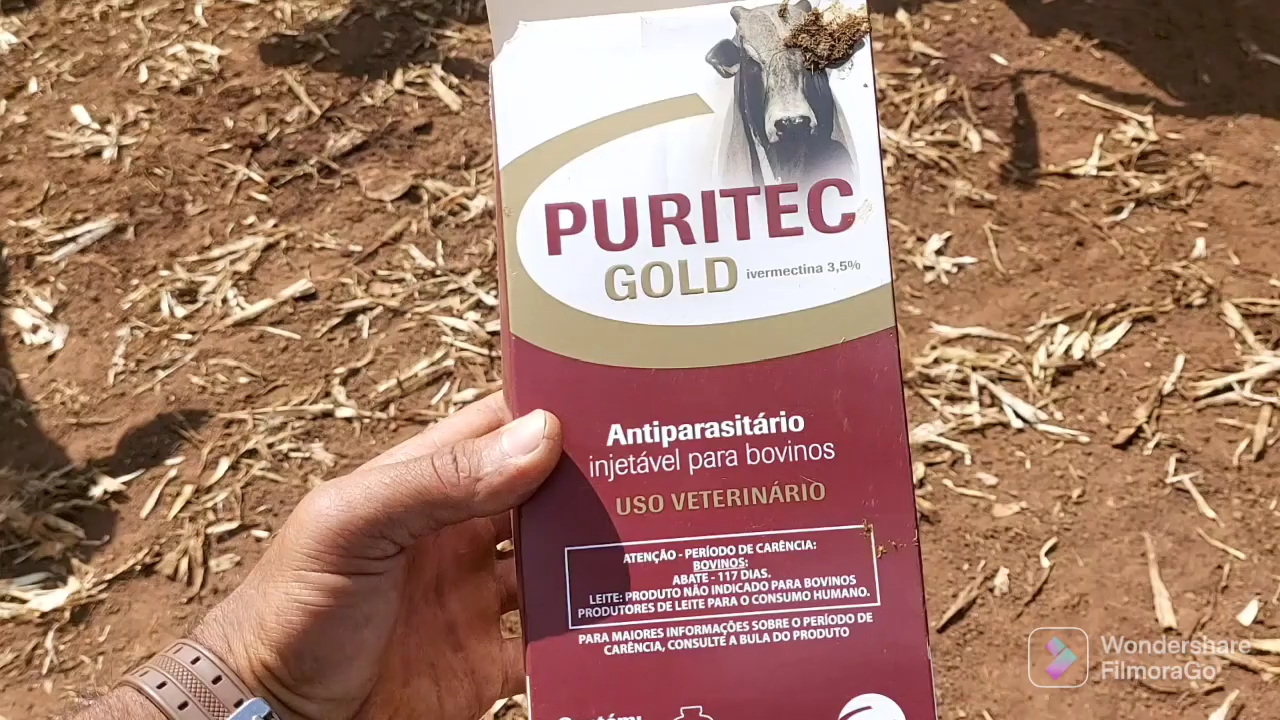 PURITEC
GOLD ivermectina 3,5%
Antiparasitário
injetável para bovinos
USO VETERINÁRIO
ATENÇÃO - PERÍODO DE CARÊNCIA:
BOVINOS:
ABATE - 117 DIAS.
LEITE: PRODUTO NÃO INDICADO PARA BOVINOS
PRODUTORES DE LEITE PARA O CONSUMO HUMANO.
PARA MAIORES INFORMAÇÕES SOBRE O PERÍODO DE
CARÊNCIA, CONSULTE A BULA DO PRODUTO
Contém:
Wondershare
FilmoraGo